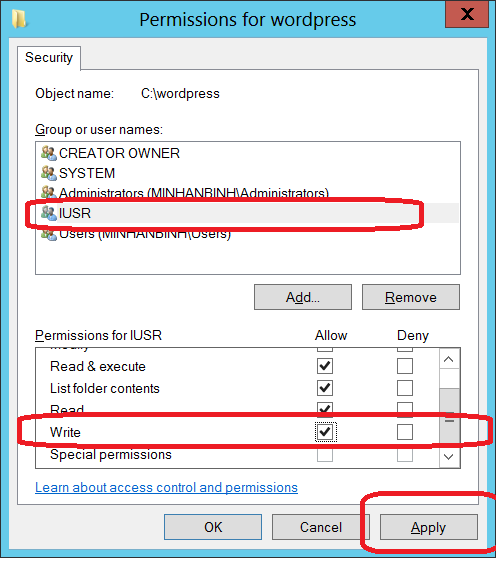 Permissions for wordpress
X
Security
Object name: C:\wordpress
Group or user names:
CREATOR OWNER
SYSTEM
Administrators (MINHANBINH\Administrators)
IUSR
Users (MINHANBINH\Users)
Add... Remove
Permissions for IUSR Allow Deny
Modify
Read & execute
List folder contents
Read
Write
Special permissions
Learn about access control and permissions
OK Cancel Apply